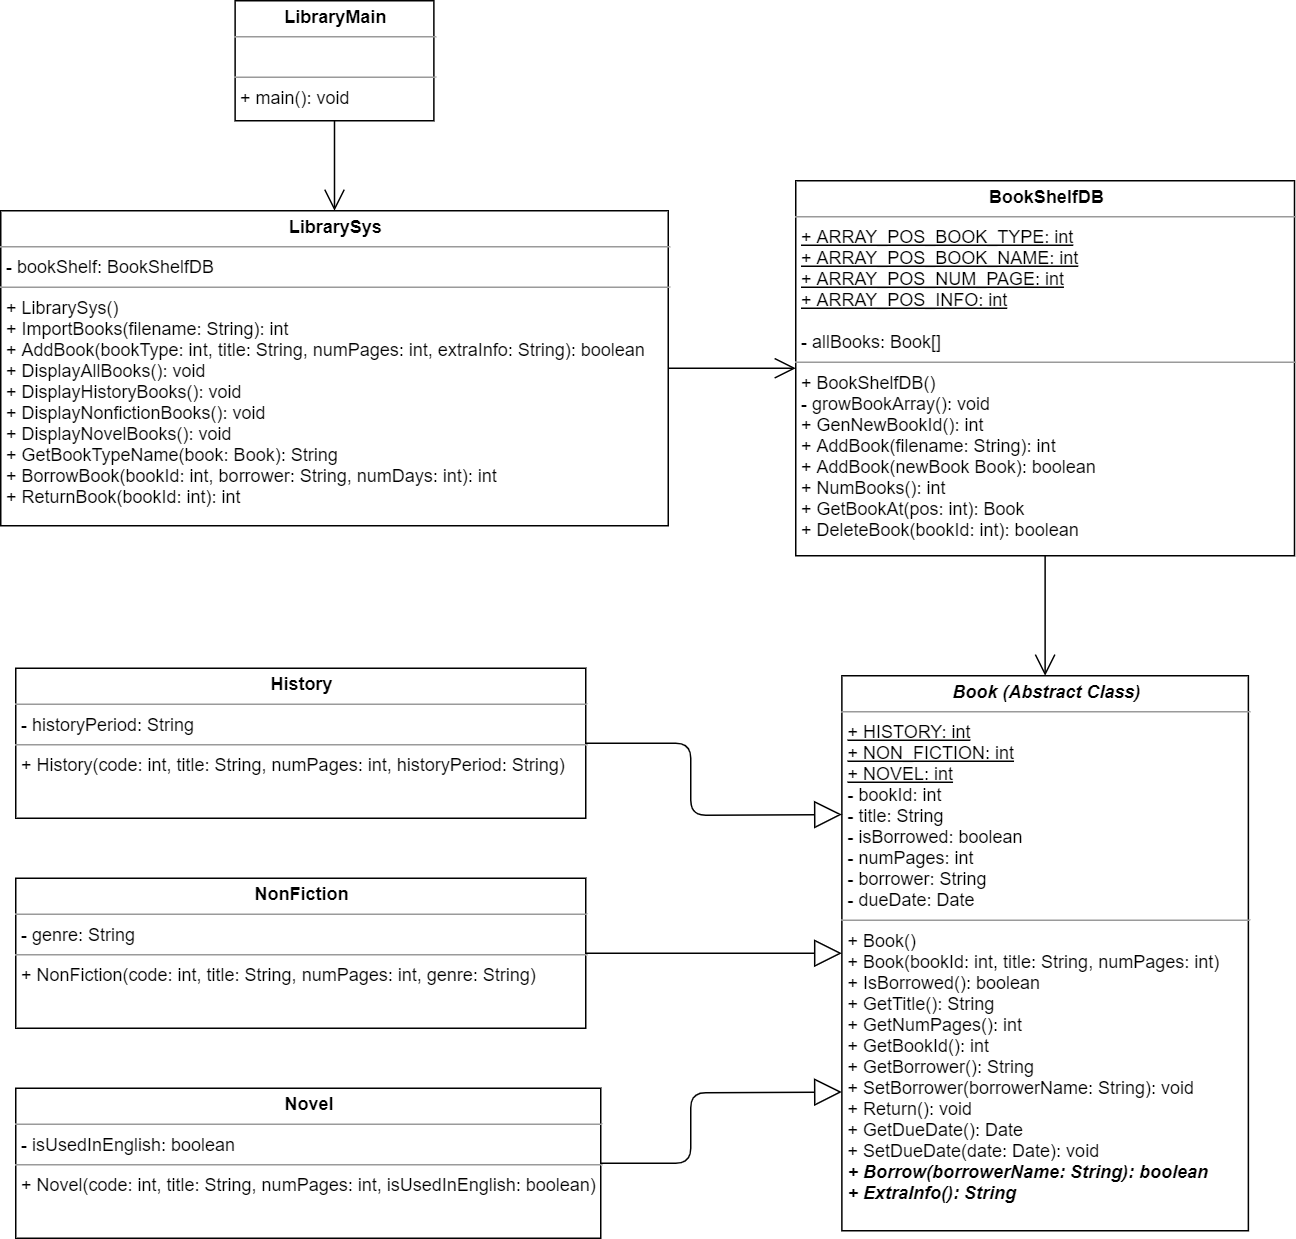 LibraryMain
+ main(): void
LibrarySys
- bookShelf: BookShelfDB
+ LibrarySys()
+ ImportBooks(filename: String): int
+ AddBook(bookType: int, title: String, numPages: int, extraInfo: String): boolean
+ DisplayAllBooks(): void
+ DisplayHistoryBooks(): void
+ DisplayNonfictionBooks(): void
+ DisplayNovelBooks(): void
+ GetBookTypeName(book: Book): String
+ BorrowBook(bookId: int, borrower: String, numDays: int): int
+ ReturnBook(bookId: int): int
BookShelfDB
+ ARRAY_POS_BOOK_TYPE: int
+ ARRAY_POS_BOOK_NAME: int
+ ARRAY_POS_NUM_PAGE: int
+ ARRAY_POS_INFO: int
- allBooks: Book[]
+ BookShelfDB()
- growBookArray(): void
+ GenNewBookId(): int
+ AddBook(filename: String): int
+ AddBook(newBook Book): boolean
+ NumBooks(): int
+ GetBookAt(pos: int): Book
+ DeleteBook(bookId: int): boolean
History
- historyPeriod: String
+ History(code: int, title: String, numPages: int, historyPeriod: String)
NonFiction
- genre: String
+ NonFiction(code: int, title: String, numPages: int, genre: String)
Novel
- isUsedInEnglish: boolean
+ Novel(code: int, title: String, numPages: int, isUsedInEnglish: boolean)
Book (Abstract Class)
+ HISTORY: int
+ NON_FICTION: int
+ NOVEL: int
- bookId: int
- title: String
- isBorrowed: boolean
- numPages: int
- borrower: String
- dueDate: Date
+ Book()
+ Book(bookId: int, title: String, numPages: int)
+ IsBorrowed(): boolean
+ GetTitle(): String
+ GetNumPages(): int
+ GetBookId(): int
+ GetBorrower(): String
+ SetBorrower(borrowerName: String): void
+ Return(): void
+ GetDueDate(): Date
+ SetDueDate(date: Date): void
+ Borrow(borrowerName: String): boolean
+ ExtraInfo(): String